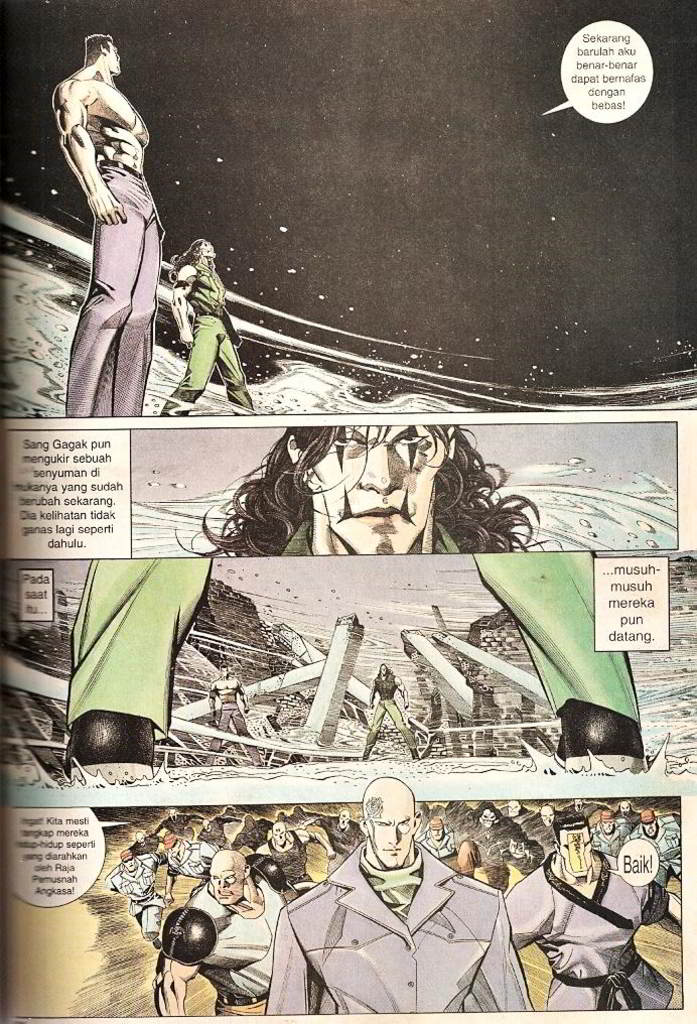 Sekarang
barulah aku
benar-benar
dapat bernafas
dengan
bebas!
Sang Gagak pun
mengukir sebuah
senyuman di
mukanya yang sudah
berubah sekarang.
Dia kelihatan tidak
ganas lagi seperti
dahulu.
Pada
saat
itu...
...musuh-
musuh
mereka
pun
datang.
Ingat! Kita mesti
tangkap mereka
hidup-hidup seperti
yang diarahkan
oleh Raja
Pemusnah
Angkasa!
Baik!